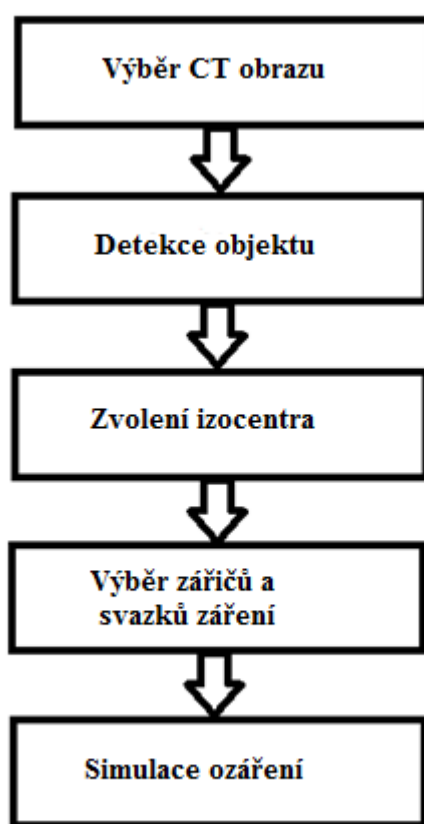 Výběr CT obrazu
Detekce objektu
Zvolení izocentra
Výběr zářičů a
svazků záření
Simulace ozáření